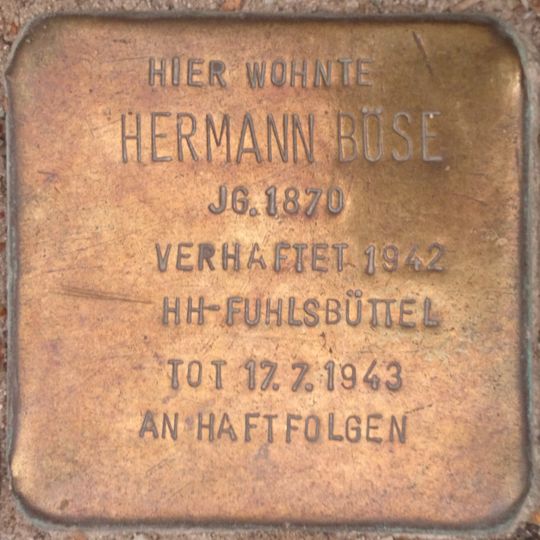 HIER WOHNTE
HERMANN BÖSE
JG. 1870
VERHAFTET 1942
HH-FUHLSBÜTTEL
TOT 17.7.1943
AN HAFTFOLGEN